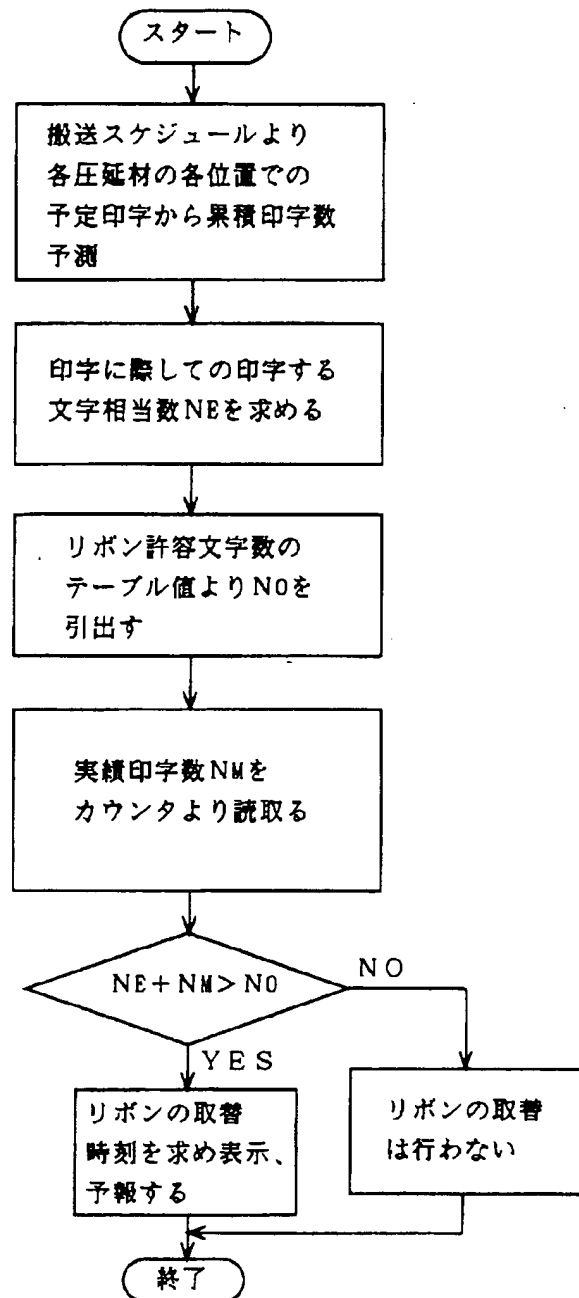 スタート
搬送スケジュールより
各圧延材の各位置での
予定印字から累積印字数
予測
印字に際しての印字する
文字相当数NEを求める
リボン許容文字数の
テーブル値よりN0を
引出す
実績印字数NMを
カウンタより読取る
NE+NM>N0
NO
YES
リボンの取替
時刻を求め表示、
予報する
リボンの取替
は行わない
終了